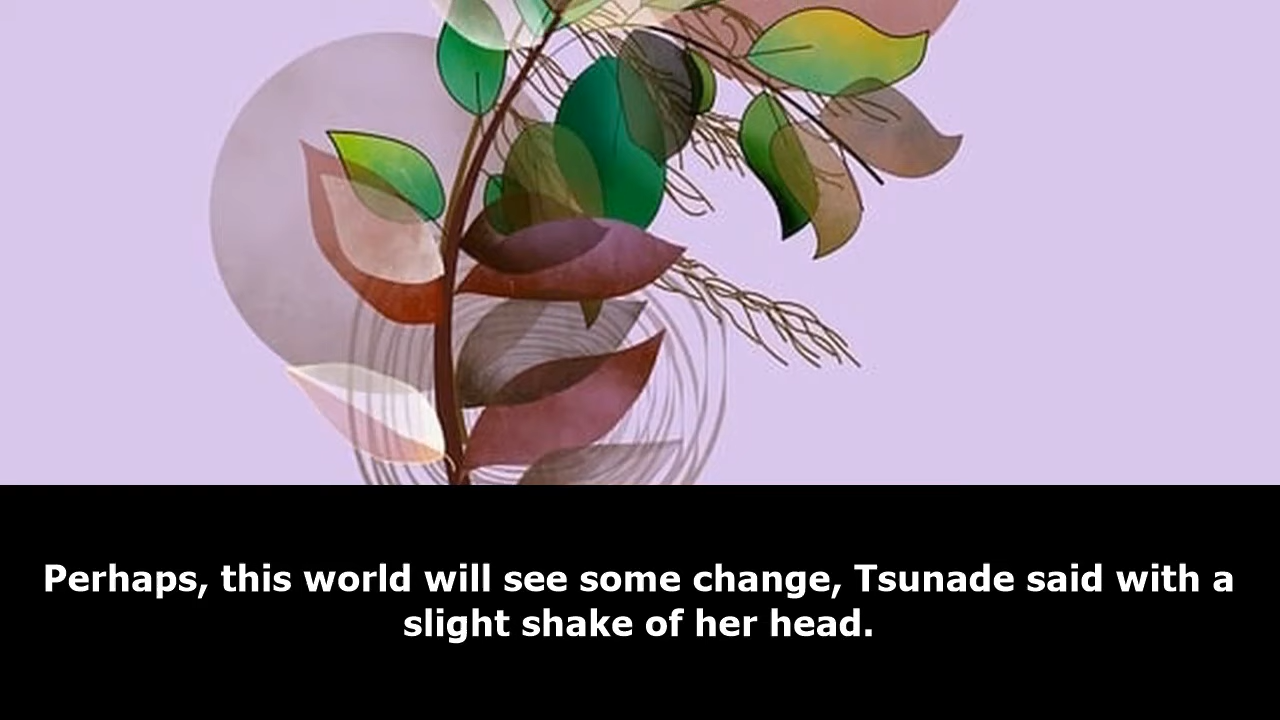 Perhaps, this world will see some change, Tsunade said with a
slight shake of her head.